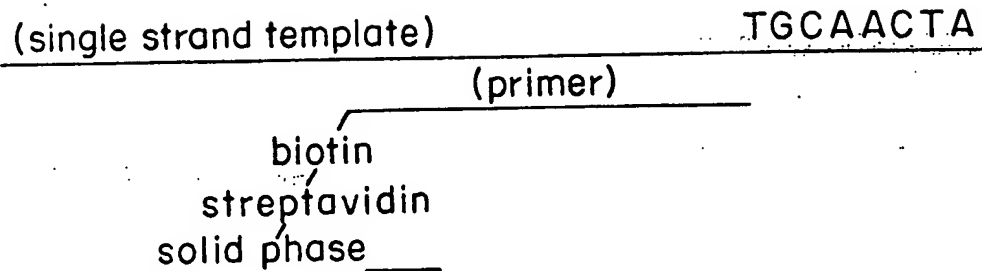 (single strand template) TGCAACTA
(primer)
biotin
streptavidin
solid phase